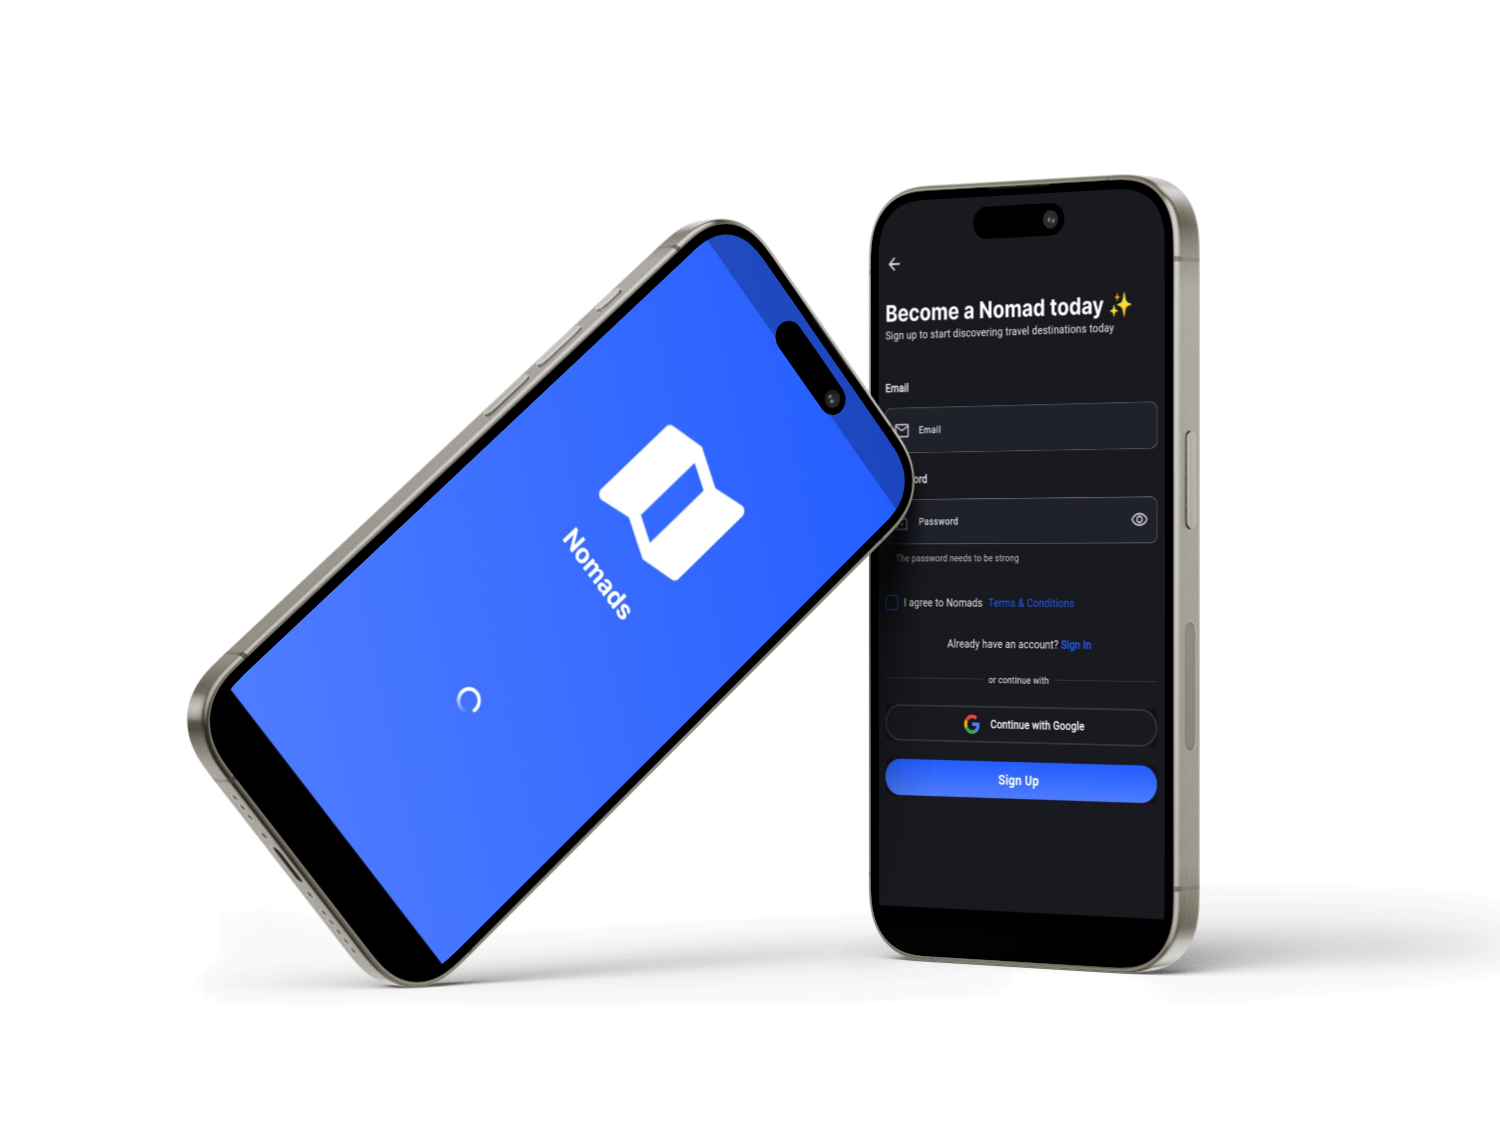 Nomads
Become a Nomad today ✨
Sign up to start discovering travel destinations today
Email
Email
ord
Password
The password needs to be strong
I agree to Nomads Terms & Conditions
Already have an account? Sign In
or continue with
Continue with Google
Sign Up